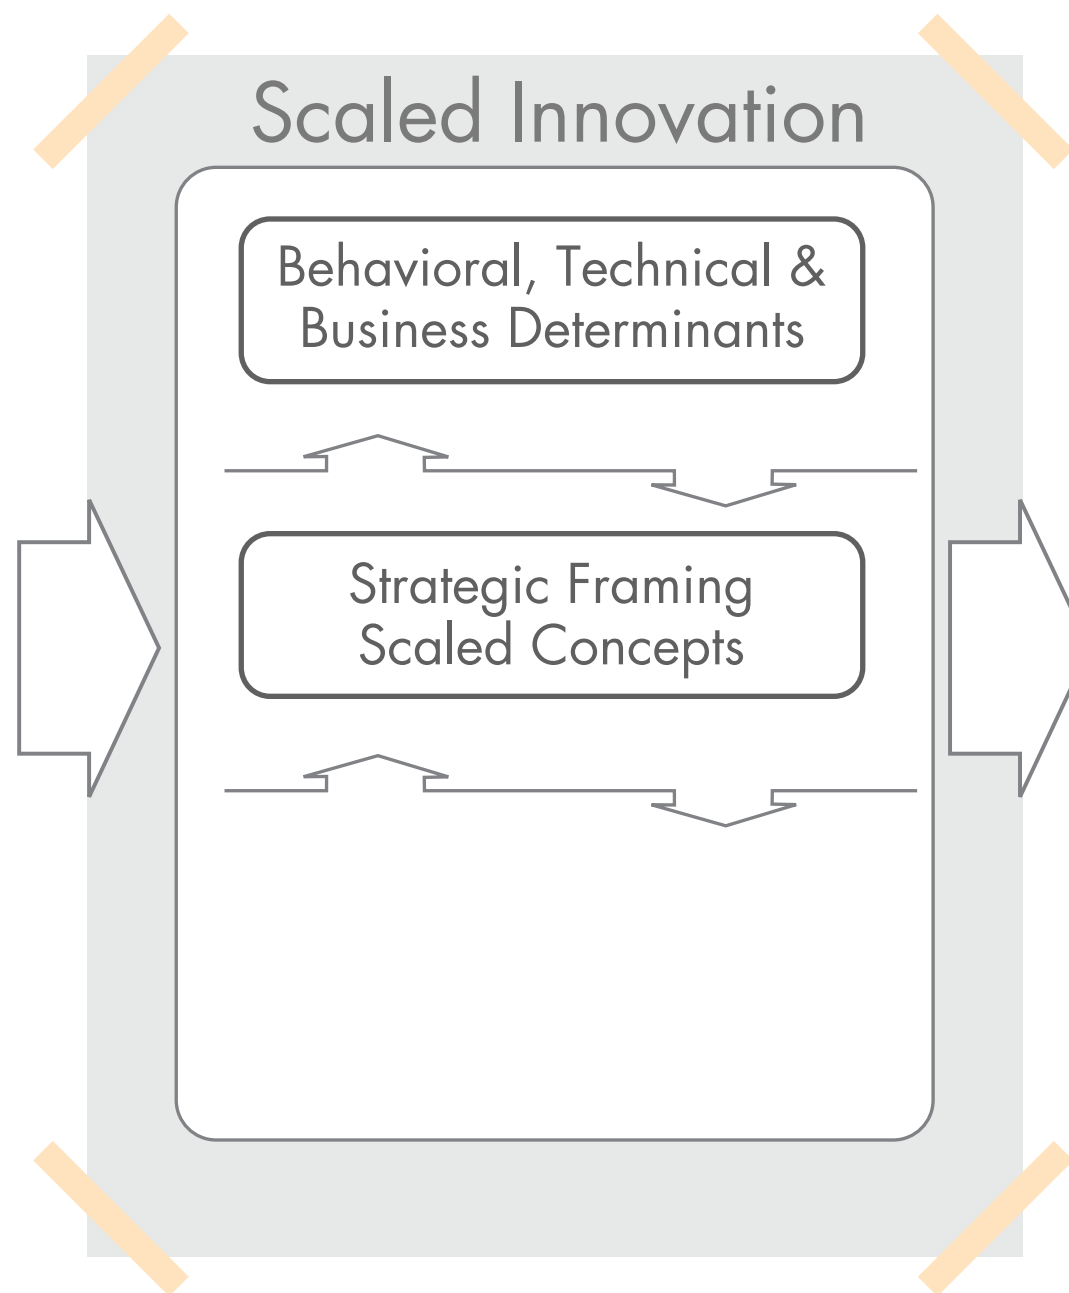 Scaled Innovation
Behavioral, Technical &
Business Determinants
Strategic Framing
Scaled Concepts